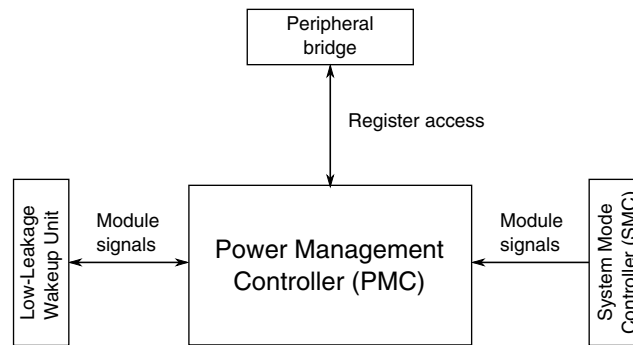 Peripheral
bridge
Register access
Low-Leakage
Wakeup Unit
Module
signals
Power Management
Controller (PMC)
Module
signals
System Mode
Controller (SMC)